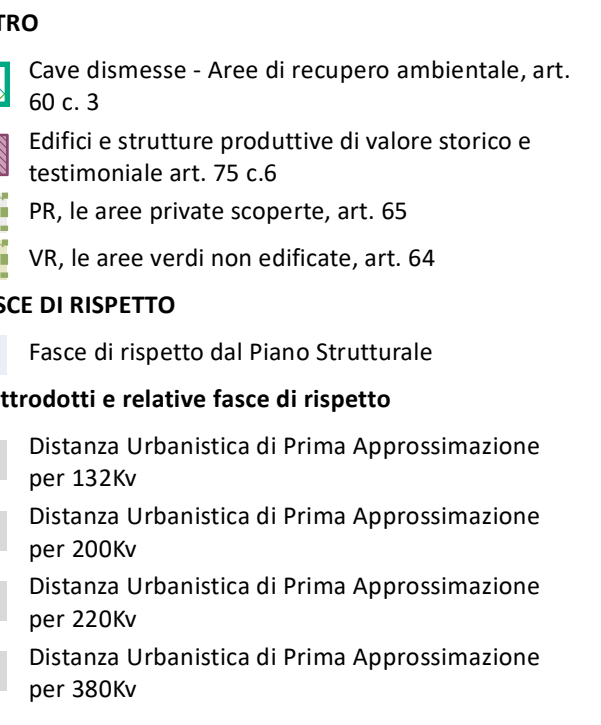 TRO
Cave dismesse - Aree di recupero ambientale, art.
60 c. 3
Edifici e strutture produttive di valore storico e
testimoniale art. 75 c.6
PR, le aree private scoperte, art. 65
VR, le aree verdi non edificate, art. 64
SCE DI RISPETTO
Fasce di rispetto dal Piano Strutturale
ttrodotti e relative fasce di rispetto
Distanza Urbanistica di Prima Approssimazione
per 132Kv
Distanza Urbanistica di Prima Approssimazione
per 200Kv
Distanza Urbanistica di Prima Approssimazione
per 220Kv
Distanza Urbanistica di Prima Approssimazione
per 380Kv